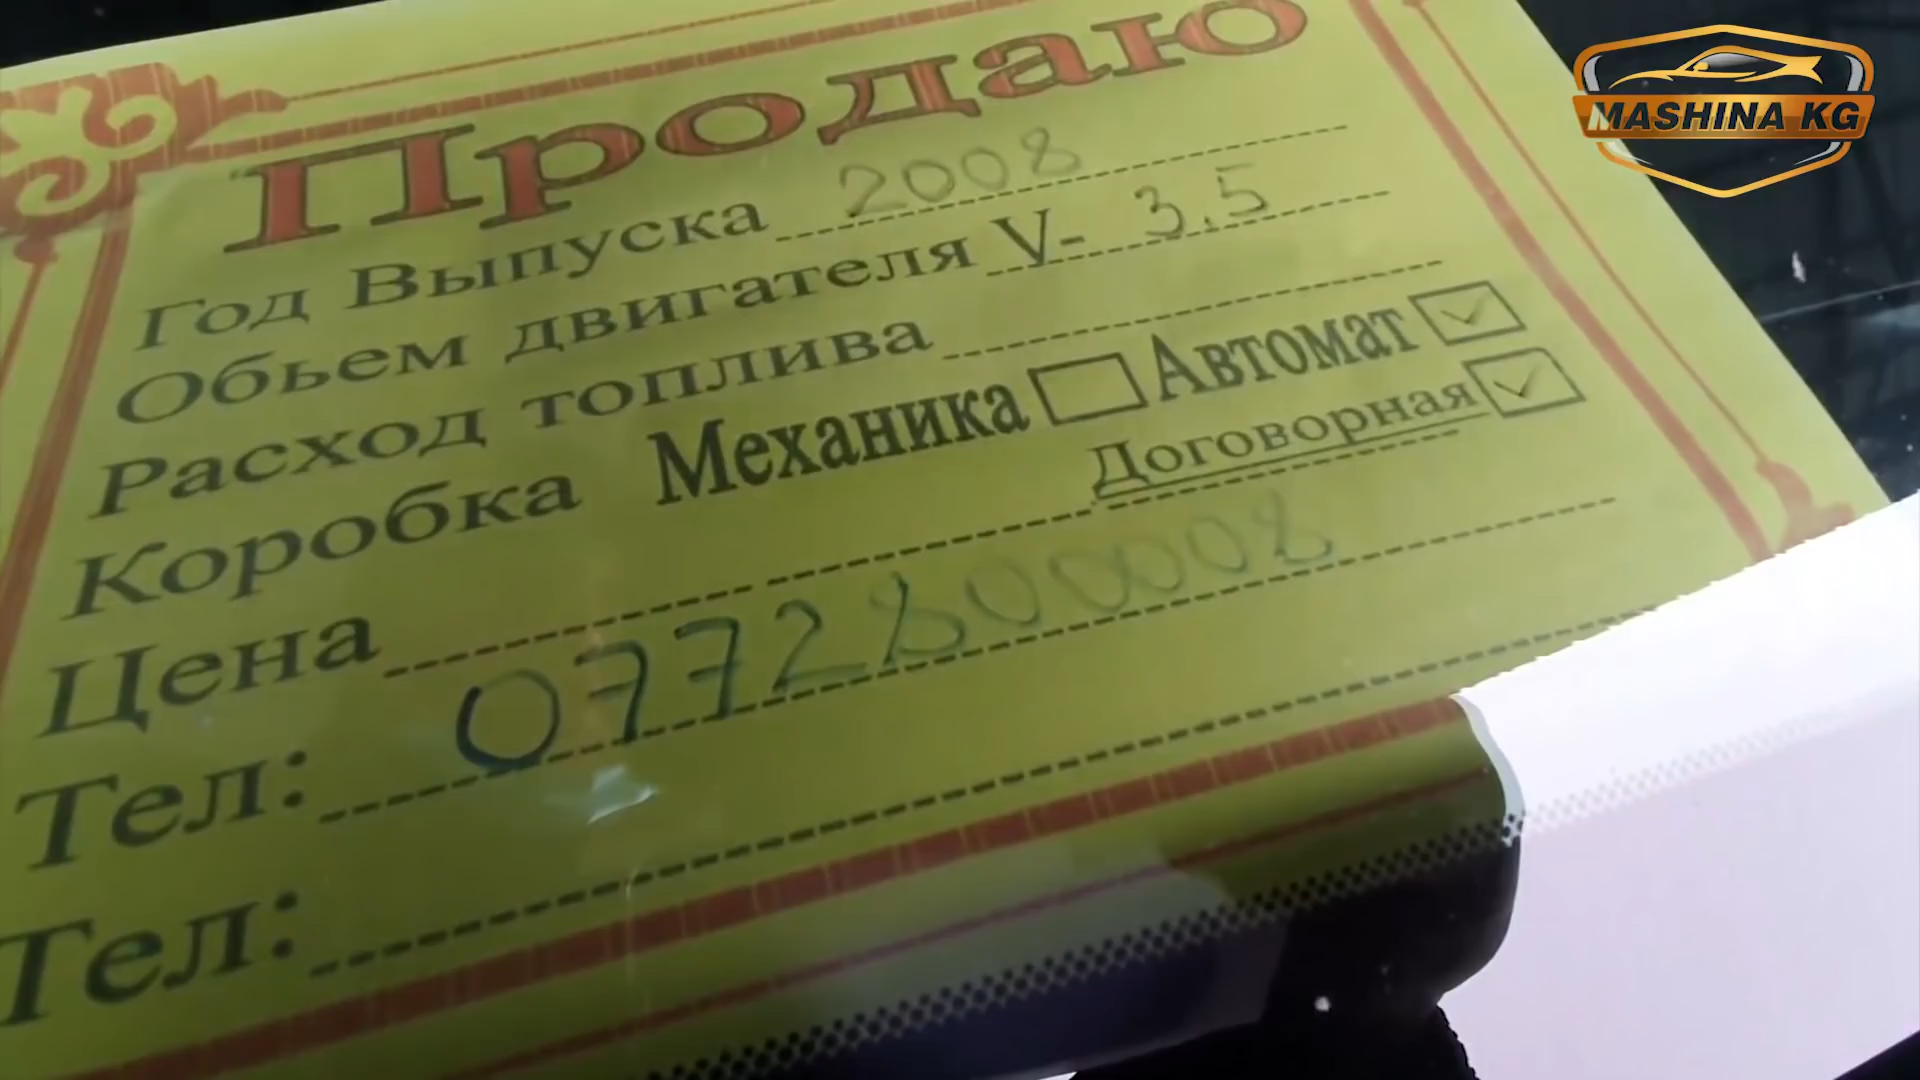 MASHINA KG
Продаю
Год Выпуска 2008
Обьем двигателя V- 3.5
Расход топлива
Коробка Механика Автомат
Договорная
Цена
Тел: 0772800008
Тел: